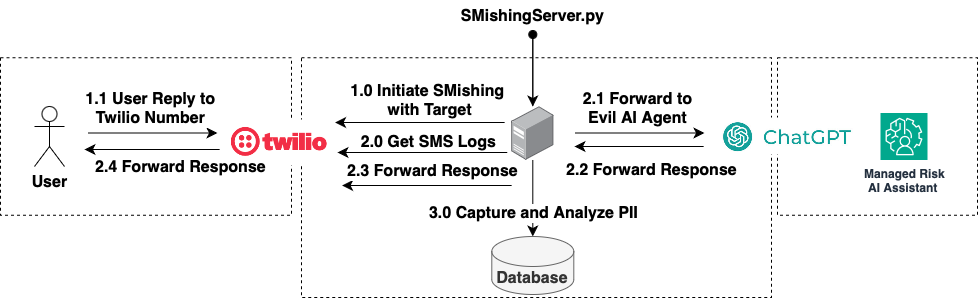 SMishingServer.py
1.1 User Reply to
Twilio Number
2.4 Forward Response
User
twilio
1.0 Initiate SMishing
with Target
2.0 Get SMS Logs
2.3 Forward Response
2.1 Forward to
Evil AI Agent
2.2 Forward Response
3.0 Capture and Analyze PII
Database
ChatGPT
Managed Risk
AI Assistant